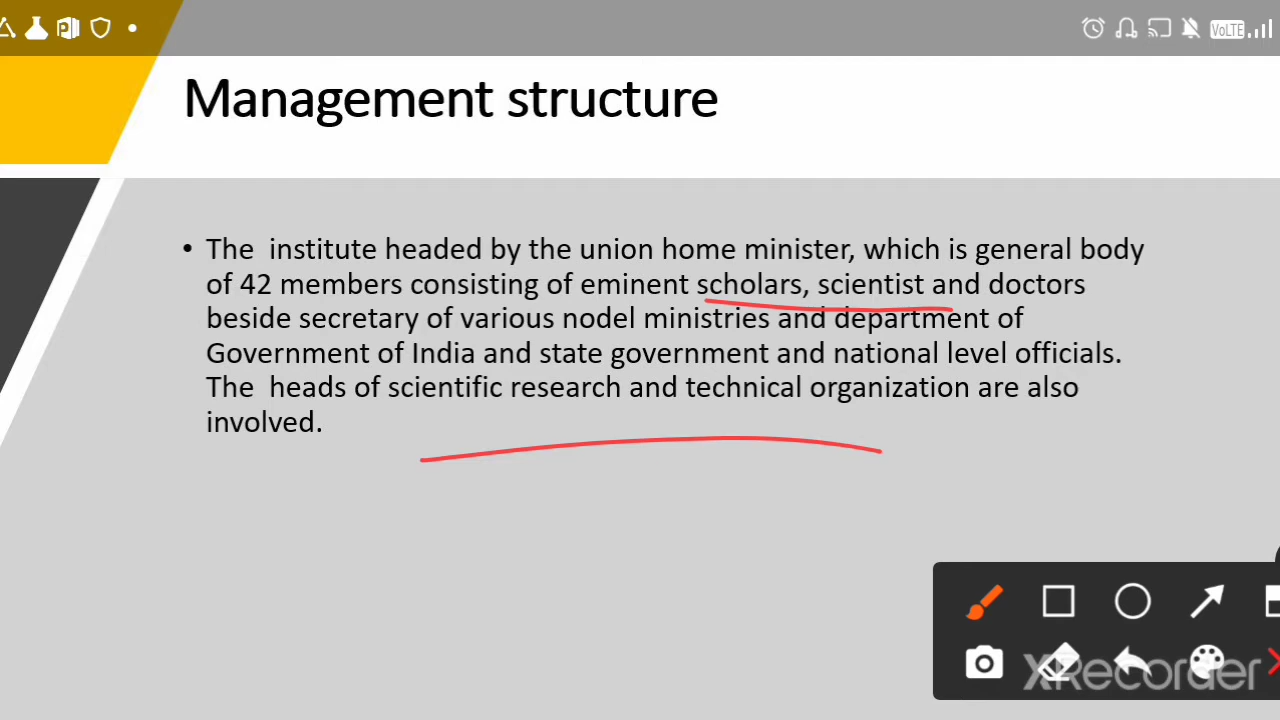 VoLTE
Management structure
• The institute headed by the union home minister, which is general body
of 42 members consisting of eminent scholars, scientist and doctors
beside secretary of various nodel ministries and department of
Government of India and state government and national level officials.
The heads of scientific research and technical organization are also
involved.
XRecorder